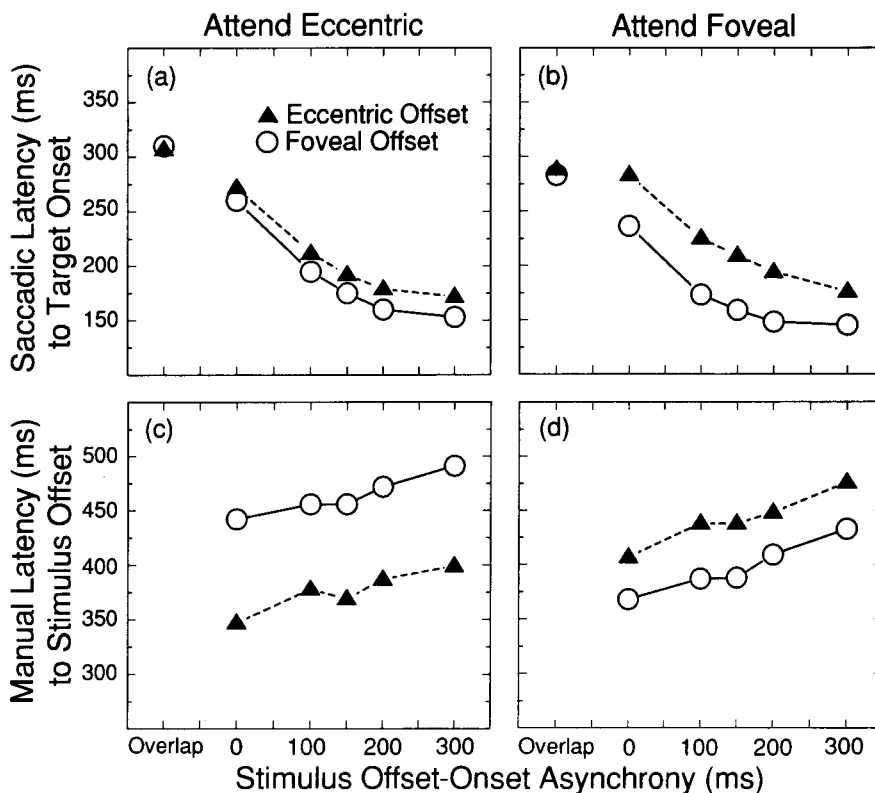 Attend Eccentric
Attend Foveal
Saccadic Latency (ms)
to Target Onset
350
300
250
200
150
(a)
▲ Eccentric Offset
○ Foveal Offset
(b)
Manual Latency (ms)
to Stimulus Offset
500
450
400
350
300
(c)
(d)
Overlap 0 100 200 300
Overlap 0 100 200 300
Stimulus Offset-Onset Asynchrony (ms)